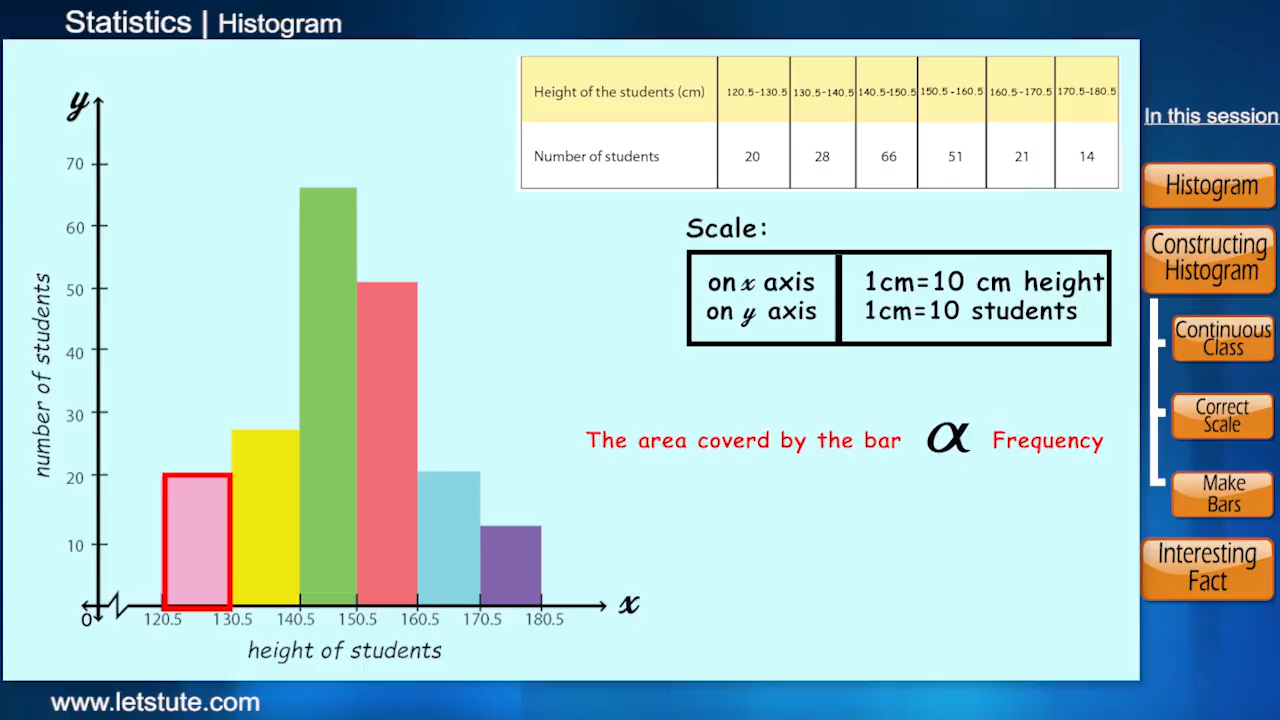 Statistics | Histogram
Height of the students (cm) 120.5-130.5 130.5-140.5 140.5-150.5 150.5-160.5 160.5-170.5 170.5-180.5
Number of students 20 28 66 51 21 14
Scale:
on x axis 1cm=10 cm height
on y axis 1cm=10 students
The area coverd by the bar α Frequency
y
70
60
50
40
30
20
10
0
number of students
120.5 130.5 140.5 150.5 160.5 170.5 180.5
x
height of students
In this session
Histogram
Constructing
Histogram
Continuous
Class
Correct
Scale
Make
Bars
Interesting
Fact
www.letstute.com